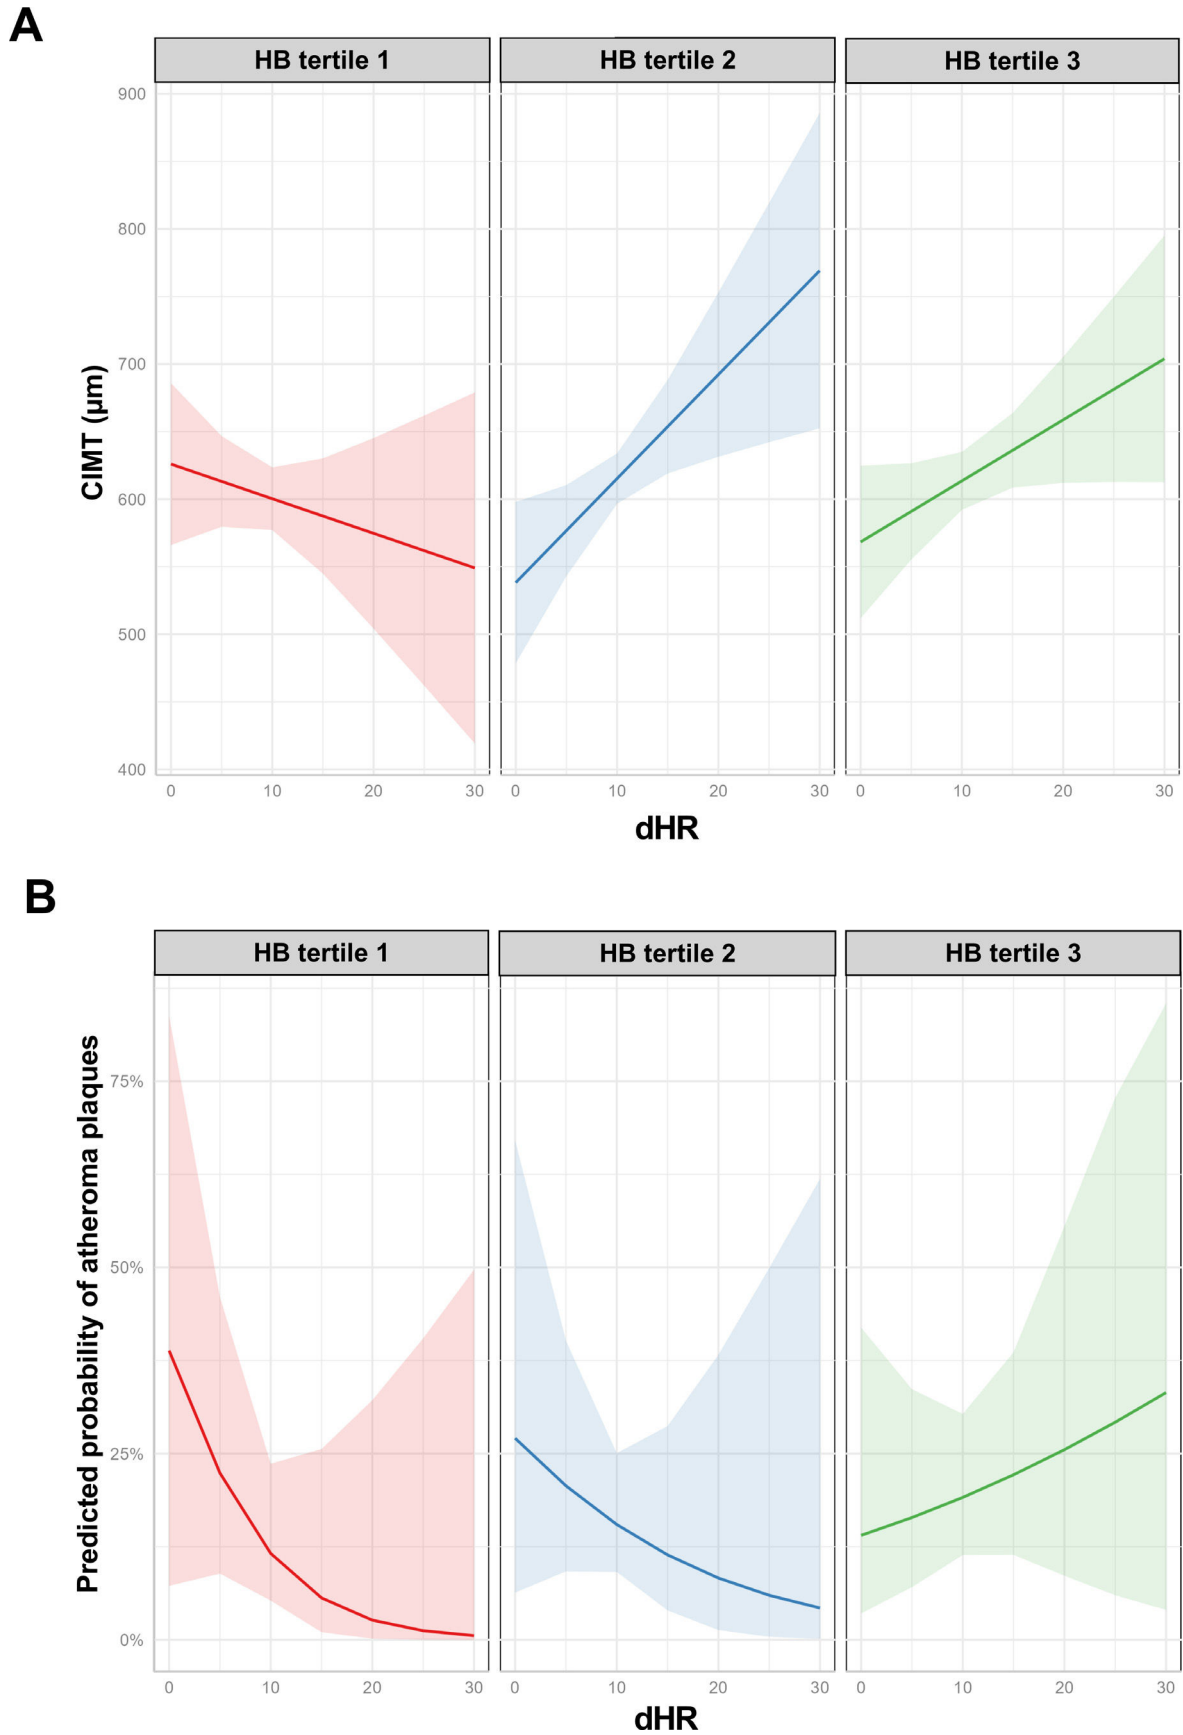 A
HB tertile 1
HB tertile 2
HB tertile 3
900
800
700
600
500
400
CIMT (μm)
0 10 20 30
0 10 20 30
0 10 20 30
dHR
B
HB tertile 1
HB tertile 2
HB tertile 3
75%
50%
25%
0%
Predicted probability of atheroma plaques
0 10 20 30
0 10 20 30
0 10 20 30
dHR